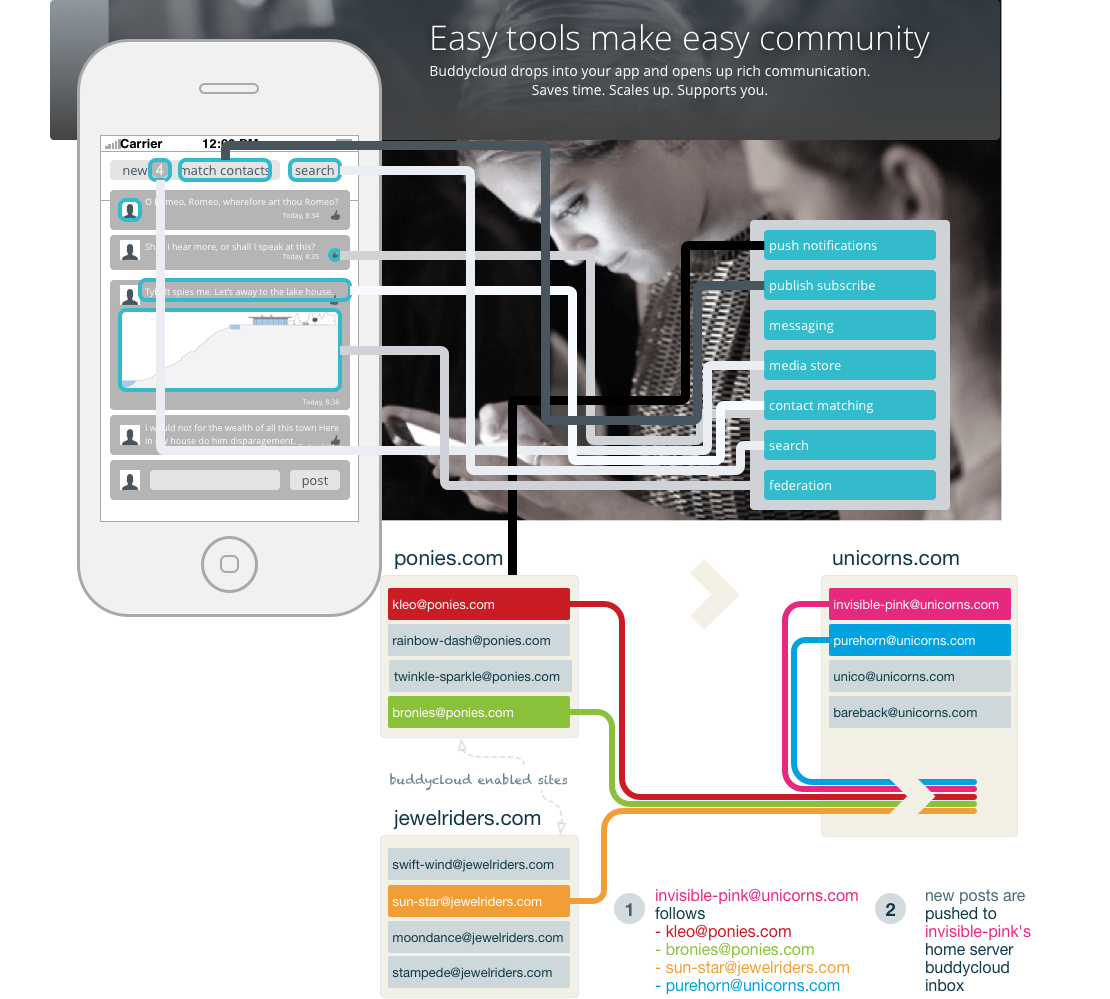 Easy tools make easy community
Buddycloud drops into your app and opens up rich communication.
Saves time. Scales up. Supports you.
Carrier
new 4 match contacts search
O Romeo, Romeo, wherefore art thou Romeo?
Today, 8:34
I hear more, or shall I speak at this?
Today, 8:35
spies me. Let's away to the lake house.
Today, 8:38
I would not for the wealth of all this town Here
in my house do him disparagement.
post
push notifications
publish subscribe
messaging
media store
contact matching
search
federation
ponies.com
kleo@ponies.com
rainbow-dash@ponies.com
twinkle-sparkle@ponies.com
bronies@ponies.com
unicorns.com
invisible-pink@unicorns.com
purehorn@unicorns.com
unico@unicorns.com
bareback@unicorns.com
buddycloud enabled sites
jewelriders.com
swift-wind@jewelriders.com
sun-star@jewelriders.com
moondance@jewelriders.com
stampede@jewelriders.com
1
invisible-pink@unicorns.com
follows
- kleo@ponies.com
- bronies@ponies.com
- sun-star@jewelriders.com
- purehorn@unicorns.com
2
new posts are
pushed to
invisible-pink's
home server
buddycloud
inbox